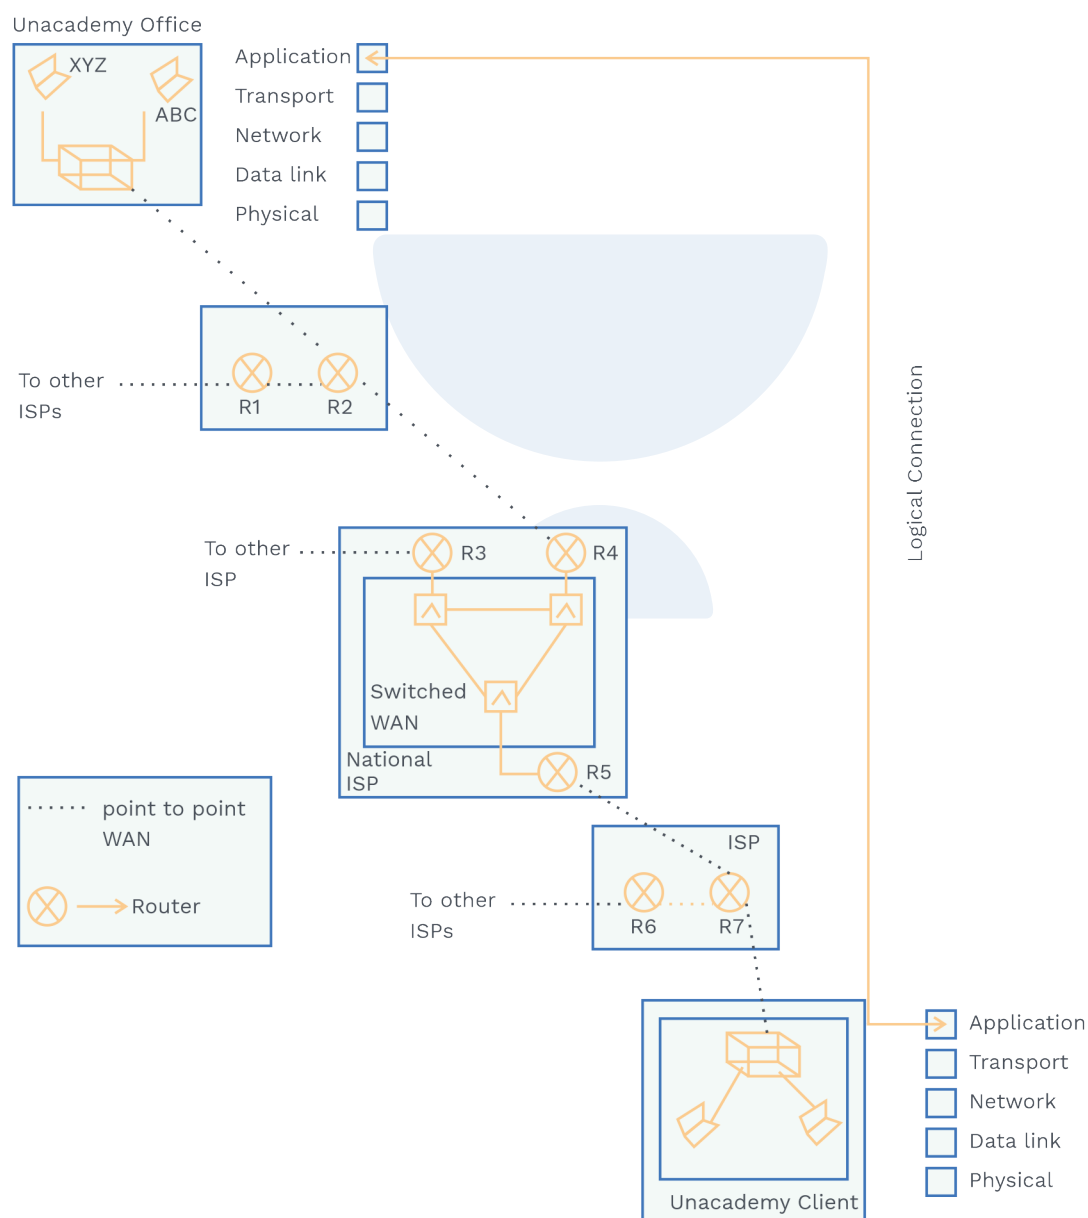 Unacademy Office
XYZ
ABC
Application
Transport
Network
Data link
Physical
To other
ISPs
R1
R2
Logical Connection
To other
ISP
R3
R4
Switched
WAN
National
ISP
R5
point to point
WAN
Router
ISP
To other
ISPs
R6
R7
Application
Transport
Network
Data link
Physical
Unacademy Client